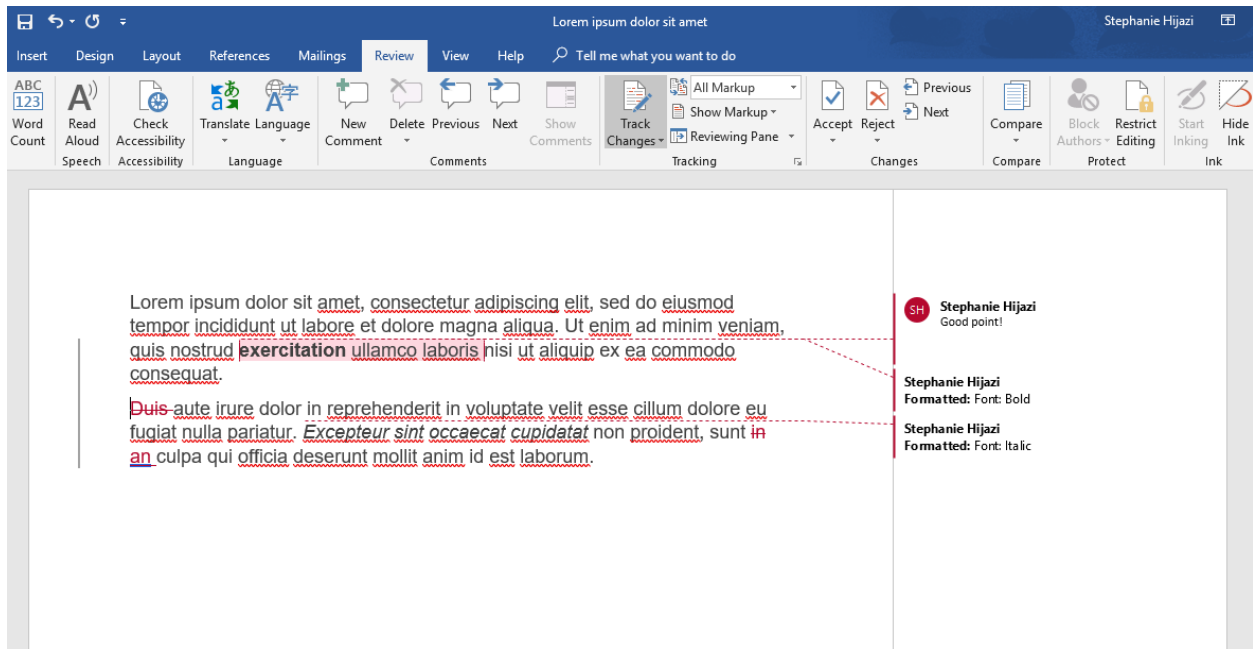 Lorem ipsum dolor sit amet
Stephanie Hijazi
Insert Design Layout References Mailings Review View Help Tell me what you want to do
ABC
123
Word Count
A
Read Aloud
Speech
Check Accessibility
Accessibility
あ
a
Translate
A字
Language
Language
New Comment
Delete
Previous
Next
Show Comments
Comments
Track Changes
All Markup
Show Markup
Reviewing Pane
Tracking
Accept
Reject
Previous
Next
Changes
Compare
Compare
Block Authors
Restrict Editing
Protect
Start Inking
Hide Ink
Ink
Lorem ipsum dolor sit amet, consectetur adipiscing elit, sed do eiusmod
tempor incididunt ut labore et dolore magna aliqua. Ut enim ad minim veniam,
quis nostrud exercitation ullamco laboris nisi ut aliquip ex ea commodo
consequat.
Duis aute irure dolor in reprehenderit in voluptate velit esse cillum dolore eu
fugiat nulla pariatur. Excepteur sint occaecat cupidatat non proident, sunt in
an culpa qui officia deserunt mollit anim id est laborum.
SH
Stephanie Hijazi
Good point!
Stephanie Hijazi
Formatted: Font: Bold
Stephanie Hijazi
Formatted: Font: Italic